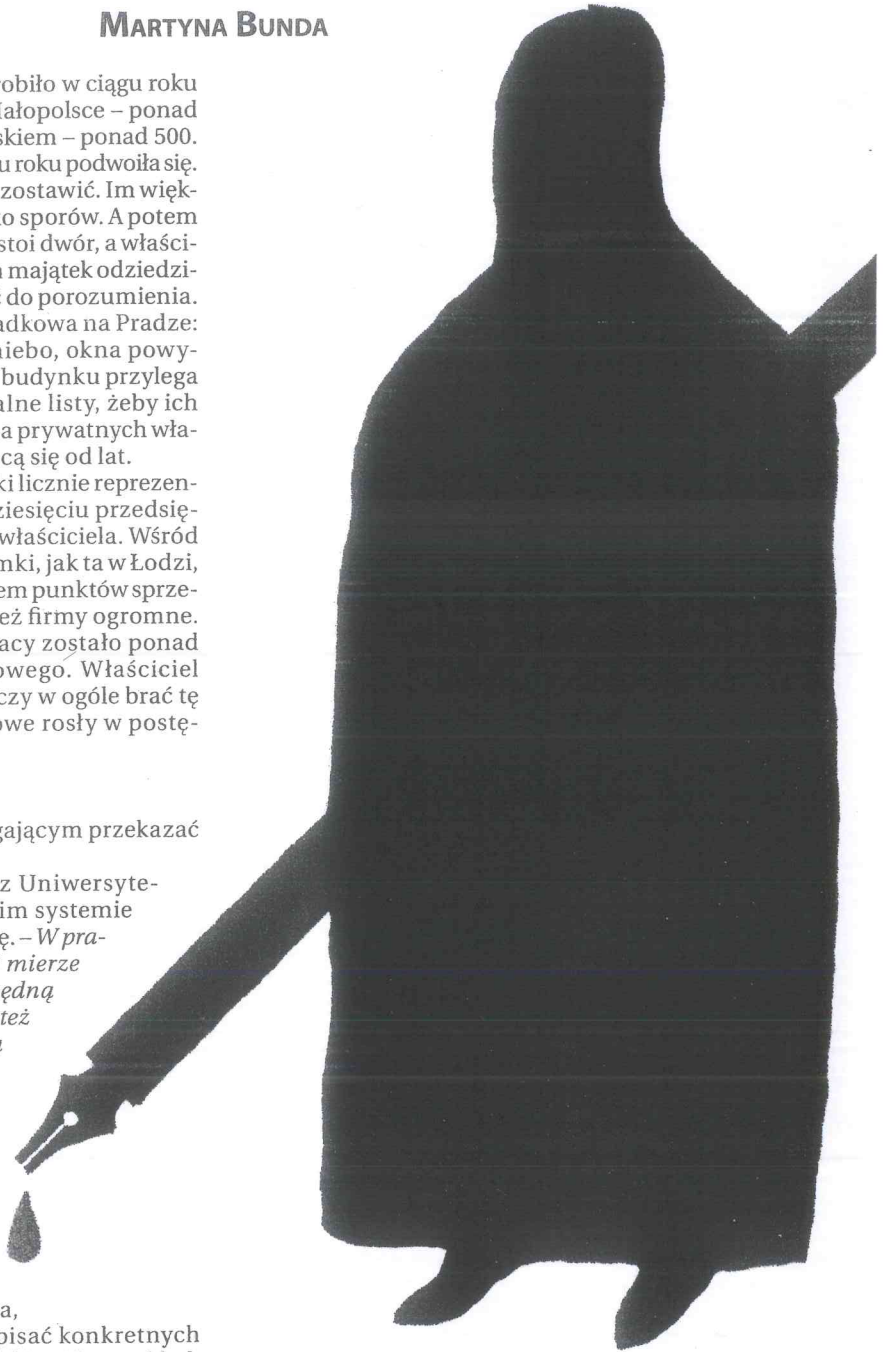 MARTYNA BUNDA
obiło w ciągu roku
ałopolsce – ponad
skiem – ponad 500.
u roku podwoiła się.
zostawić. Im więk-
o sporów. A potem
stoi dwór, a właści-
majątek odziedzi-
do porozumienia.
adkowa na Pradze:
niebo, okna powy-
budynku przylega
alne listy, żeby ich
a prywatnych wła-
cą się od lat.
ki licznie reprezen-
ziesięciu przedsię-
właściciela. Wśród
mki, jak ta w Łodzi,
em punktów sprze-
eż firmy ogromne.
acy zostało ponad
owego. Właściciel
czy w ogóle brać tę
owe rosły w postę-
gającym przekazać
z Uniwersyte-
im systemie
ę. – W pra-
mierze
ędną
też
a,
pisać konkretnych